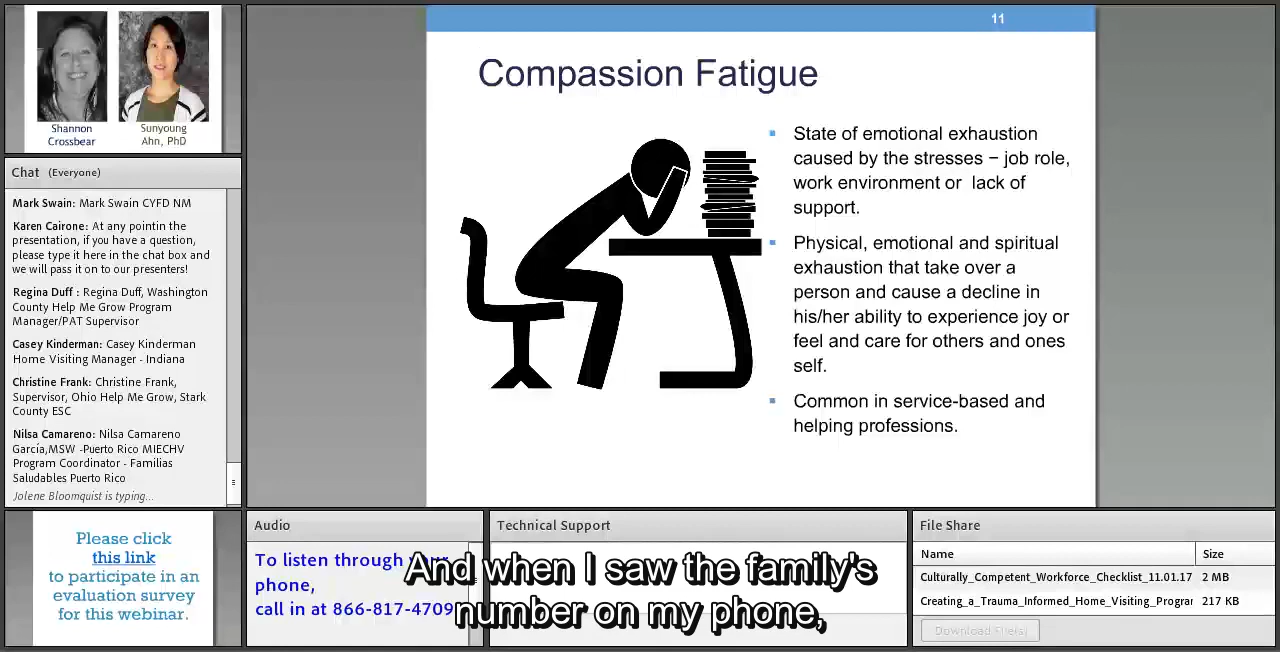 Shannon
Crossbear
Sunyoung
Ahn, PhD
Chat (Everyone)
Mark Swain: Mark Swain CYFD NM
Karen Cairone: At any pointin the
presentation, if you have a question,
please type it here in the chat box and
we will pass it on to our presenters!
Regina Duff : Regina Duff, Washington
County Help Me Grow Program
Manager/PAT Supervisor
Casey Kinderman: Casey Kinderman
Home Visiting Manager - Indiana
Christine Frank: Christine Frank,
Supervisor, Ohio Help Me Grow, Stark
County ESC
Nilsa Camareno: Nilsa Camareno
García,MSW -Puerto Rico MIECHV
Program Coordinator - Familias
Saludables Puerto Rico
Jolene Bloomquist is typing...
11
Compassion Fatigue
▪ State of emotional exhaustion
caused by the stresses – job role,
work environment or lack of
support.
▪ Physical, emotional and spiritual
exhaustion that take over a
person and cause a decline in
his/her ability to experience joy or
feel and care for others and ones
self.
▪ Common in service-based and
helping professions.
Please click
this link
to participate in an
evaluation survey
for this webinar.
Audio
To listen through your
phone,
call in at 866-817-4709
Technical Support
File Share
Name Size
Culturally_Competent_Workforce_Checklist_11.01.17 2 MB
Creating_a_Trauma_Informed_Home_Visiting_Program 217 KB
Download File(s)
And when I saw the family's
number on my phone,